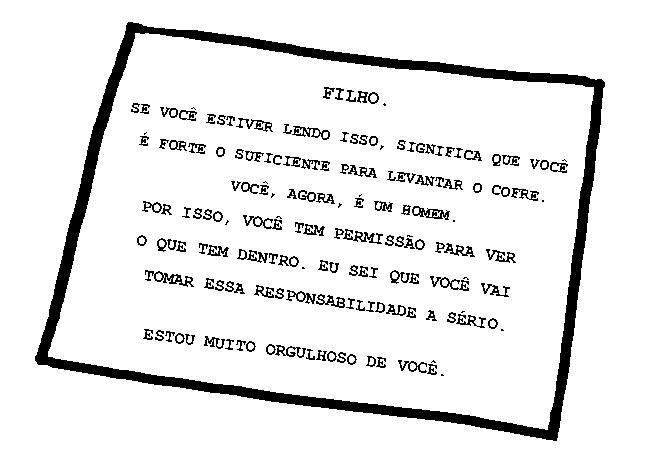 FILHO.
SE VOCÊ ESTIVER LENDO ISSO, SIGNIFICA QUE VOCÊ
É FORTE O SUFICIENTE PARA LEVANTAR O COFRE.
VOCÊ, AGORA, É UM HOMEM.
POR ISSO, VOCÊ TEM PERMISSÃO PARA VER
O QUE TEM DENTRO. EU SEI QUE VOCÊ VAI
TOMAR ESSA RESPONSABILIDADE A SÉRIO.
ESTOU MUITO ORGULHOSO DE VOCÊ.